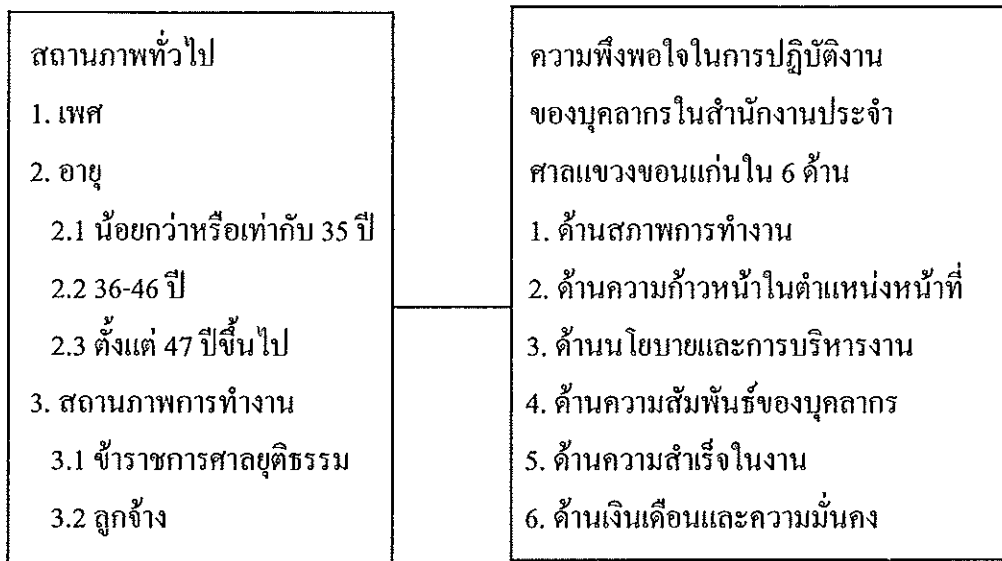 สถานภาพทั่วไป
1. เพศ
2. อายุ
2.1 น้อยกว่าหรือเท่ากับ 35 ปี
2.2 36-46 ปี
2.3 ตั้งแต่ 47 ปีขึ้นไป
3. สถานภาพการทำงาน
3.1 ข้าราชการศาลยุติธรรม
3.2 ลูกจ้าง
ความพึงพอใจในการปฏิบัติงาน
ของบุคลากรในสำนักงานประจำ
ศาลแขวงขอนแก่นใน 6 ด้าน
1. ด้านสภาพการทำงาน
2. ด้านความก้าวหน้าในตำแหน่งหน้าที่
3. ด้านนโยบายและการบริหารงาน
4. ด้านความสัมพันธ์ของบุคลากร
5. ด้านความสำเร็จในงาน
6. ด้านเงินเดือนและความมั่นคง